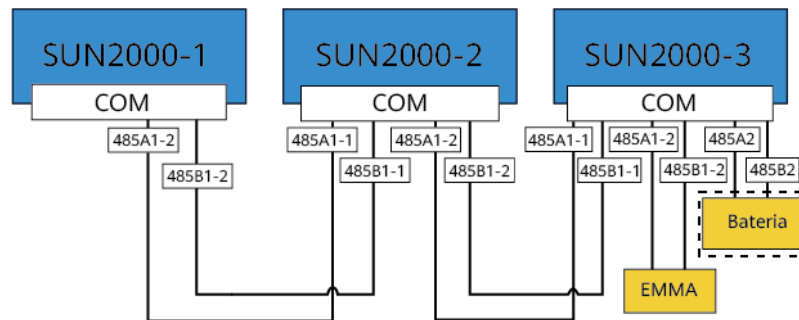 SUN2000-1
SUN2000-2
SUN2000-3
COM
COM
COM
485A1-2
485A1-1
485A1-2
485A1-1
485A1-2
485A2
485B1-2
485B1-1
485B1-2
485B1-1
485B1-2
485B2
Bateria
EMMA